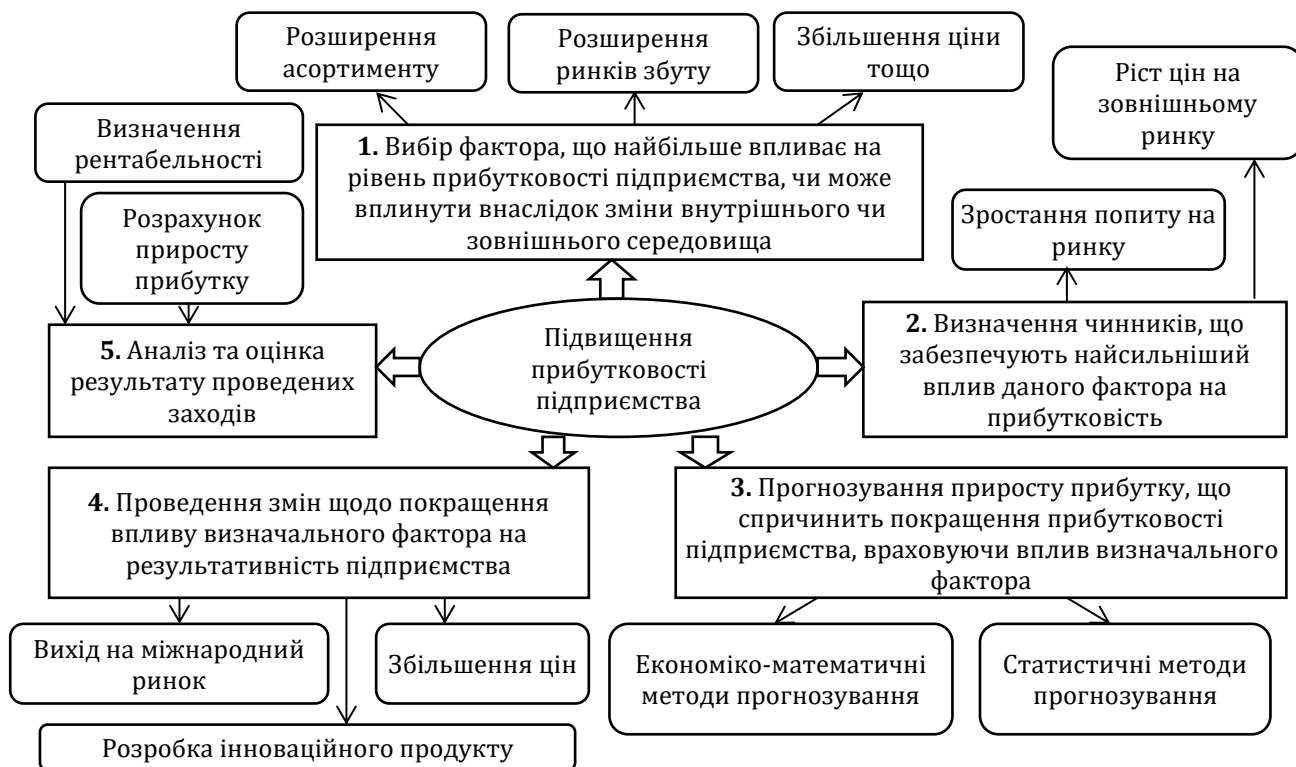 Розширення
асортименту
Розширення
ринків збуту
Збільшення ціни
тощо
Ріст цін на
зовнішньому
ринку
Визначення
рентабельності
1. Вибір фактора, що найбільше впливає на
рівень прибутковості підприємства, чи може
вплинути внаслідок зміни внутрішнього чи
зовнішнього середовища
Розрахунок
приросту
прибутку
Зростання попиту на
ринку
5. Аналіз та оцінка
результату проведених
заходів
Підвищення
прибутковості
підприємства
2. Визначення чинників, що
забезпечують найсильніший
вплив даного фактора на
прибутковість
4. Проведення змін щодо покращення
впливу визначального фактора на
результативність підприємства
3. Прогнозування приросту прибутку, що
спричинить покращення прибутковості
підприємства, враховуючи вплив визначального
фактора
Вихід на міжнародний
ринок
Збільшення цін
Економіко-математичні
методи прогнозування
Статистичні методи
прогнозування
Розробка інноваційного продукту